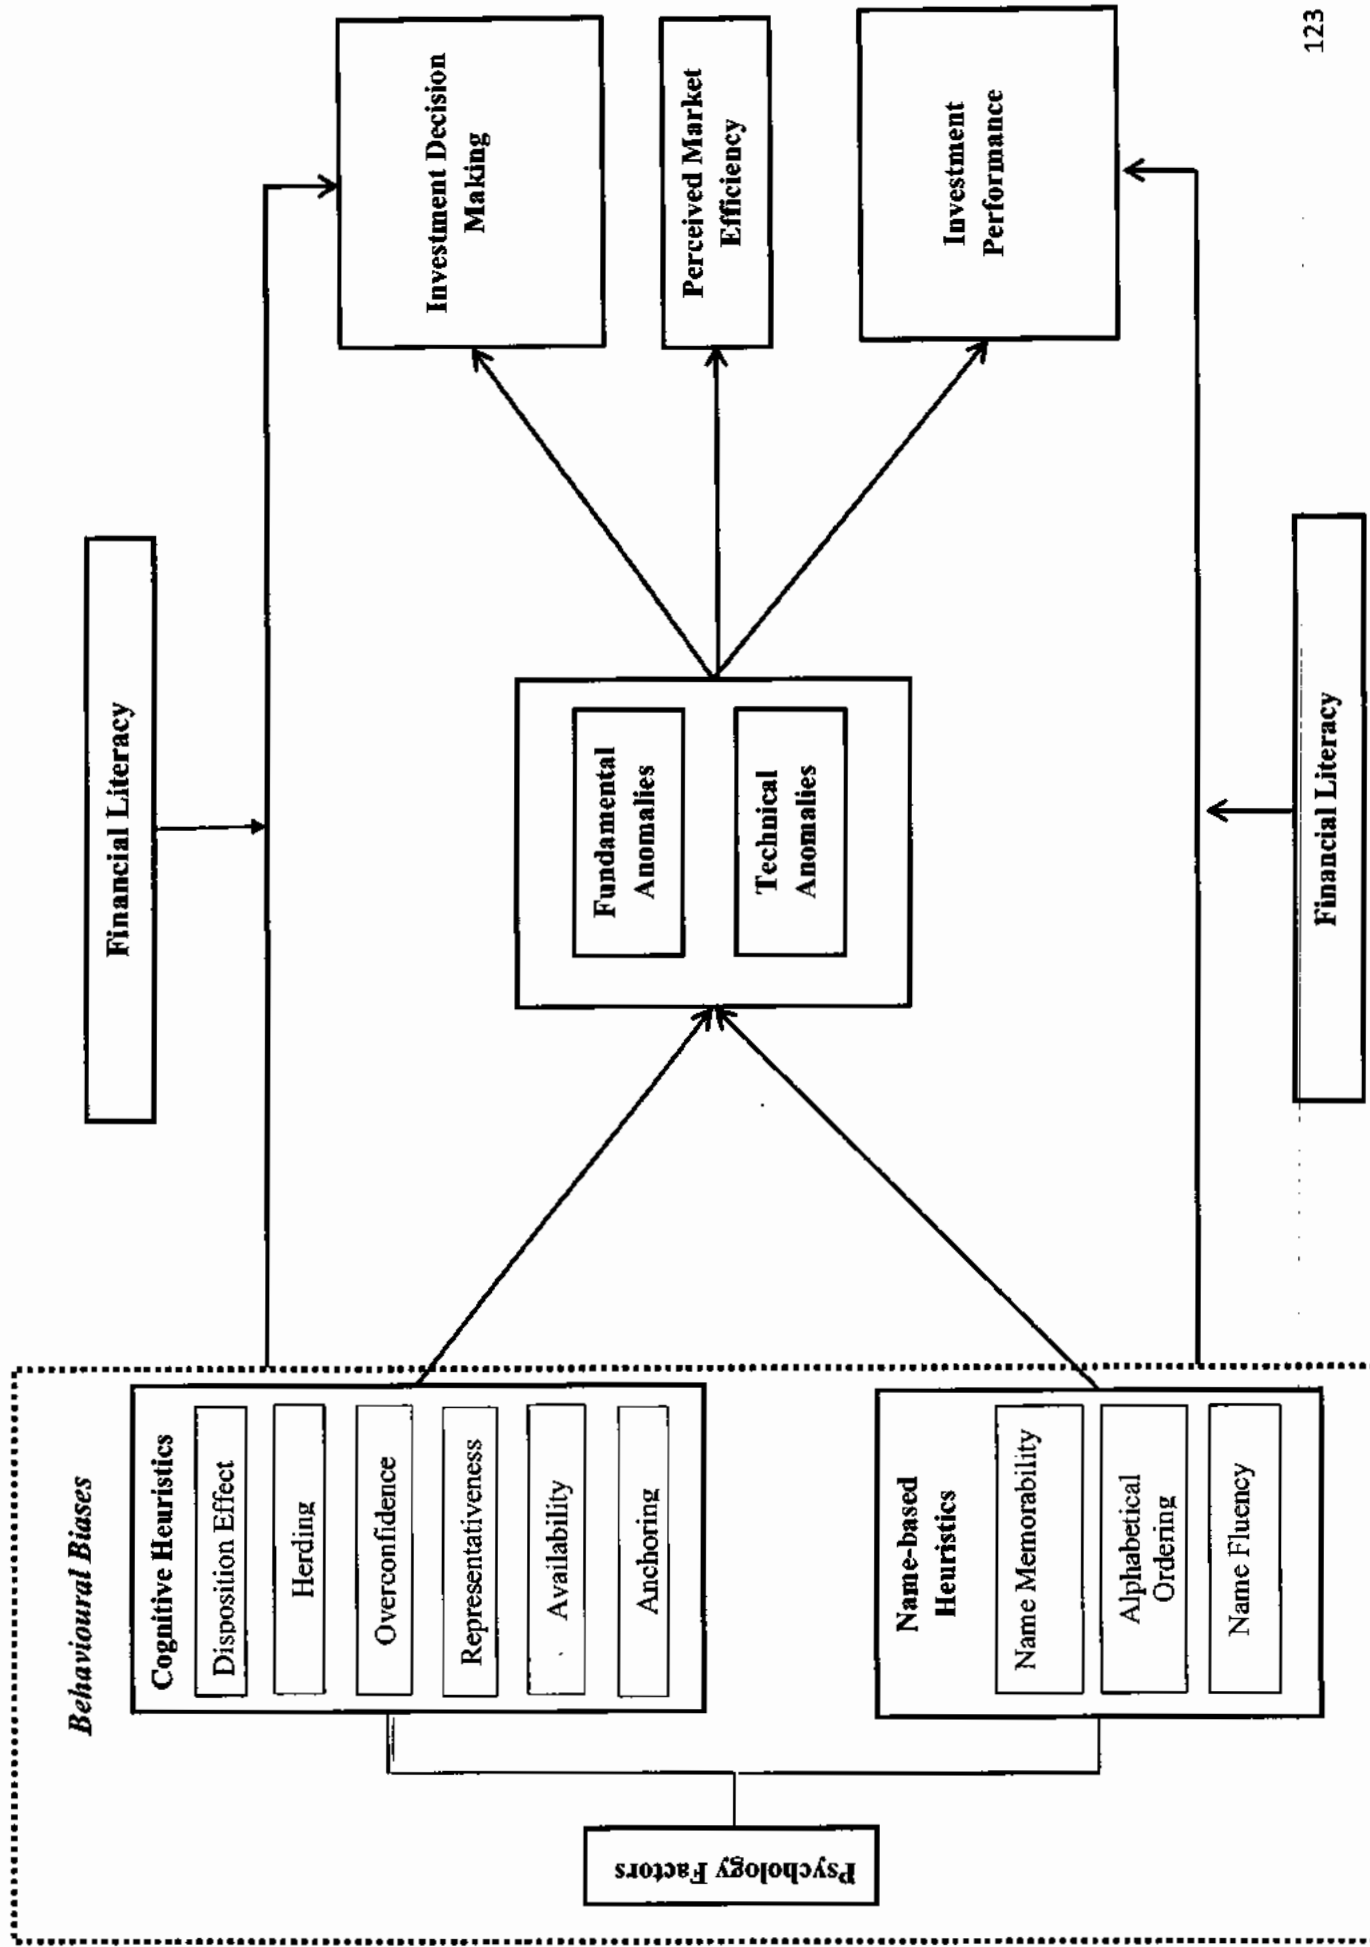 Behavioural Biases
Psychology Factors
Cognitive Heuristics
Disposition Effect
Herding
Overconfidence
Representativeness
Availability
Anchoring
Name-based
Heuristics
Name Memorability
Alphabetical
Ordering
Name Fluency
Financial Literacy
Fundamental
Anomalies
Technical
Anomalies
Financial Literacy
Investment Decision
Making
Perceived Market
Efficiency
Investment
Performance
123